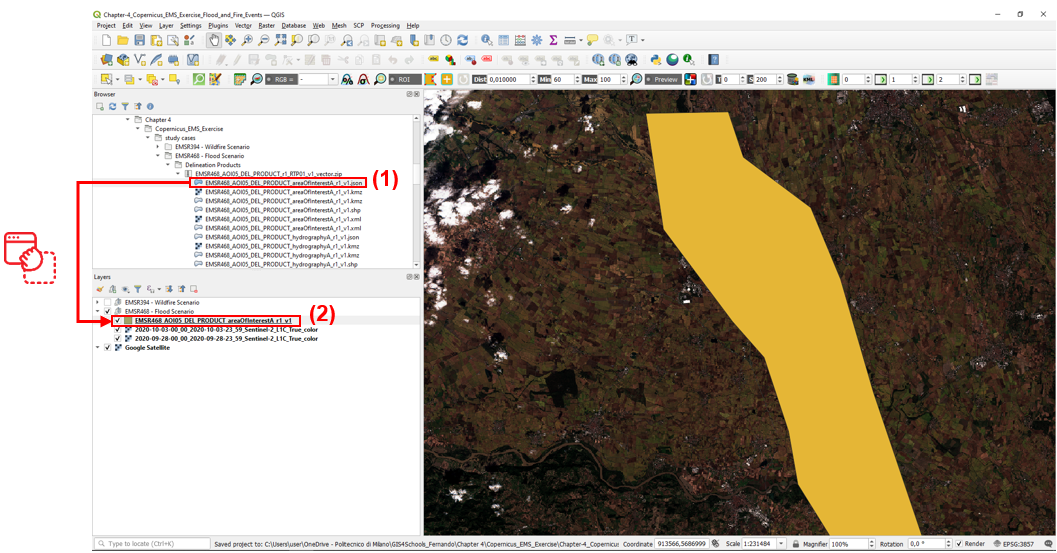 Chapter-4_Copernicus_EMS_Exercise_Flood_and_Fire_Events — QGIS
Project Edit View Layer Settings Plugins Vector Raster Database Web Mesh SCP Processing Help
RGB = - ROI Dist 0,010000 Min 60 Max 100 Preview T 0 S 200 KML 0 1 2
Browser
Chapter 4
Copernicus_EMS_Exercise
study cases
EMSR394 - Wildfire Scenario
EMSR468 - Flood Scenario
Delineation Products
EMSR468_AOI05_DEL_PRODUCT_r1_RTP01_v1_vector.zip
EMSR468_AOI05_DEL_PRODUCT_areaOfInterestA_r1_v1.json (1)
EMSR468_AOI05_DEL_PRODUCT_areaOfInterestA_r1_v1.kmz
EMSR468_AOI05_DEL_PRODUCT_areaOfInterestA_r1_v1.kmz
EMSR468_AOI05_DEL_PRODUCT_areaOfInterestA_r1_v1.shp
EMSR468_AOI05_DEL_PRODUCT_areaOfInterestA_r1_v1.xml
EMSR468_AOI05_DEL_PRODUCT_hydrographyA_r1_v1.json
EMSR468_AOI05_DEL_PRODUCT_hydrographyA_r1_v1.kmz
EMSR468_AOI05_DEL_PRODUCT_hydrographyA_r1_v1.kmz
EMSR468_AOI05_DEL_PRODUCT_hydrographyA_r1_v1.shp
Layers
EMSR394 - Wildfire Scenario
EMSR468 - Flood Scenario
EMSR468_AOI05_DEL_PRODUCT_areaOfInterestA_r1_v1 (2)
2020-10-03-00_00_2020-10-03-23_59_Sentinel-2_L1C_True_color
2020-09-28-00_00_2020-09-28-23_59_Sentinel-2_L1C_True_color
Google Satellite
Type to locate (Ctrl+K) Saved project to: C:\Users\user\OneDrive - Politecnico di Milano\GIS4Schools_Fernando\Chapter 4\Copernicus_EMS_Exercise\Chapter-4_Copernicus Coordinate 913566,5686999 Scale 1:231484 Magnifier 100% Rotation 0,0 ° Render EPSG:3857